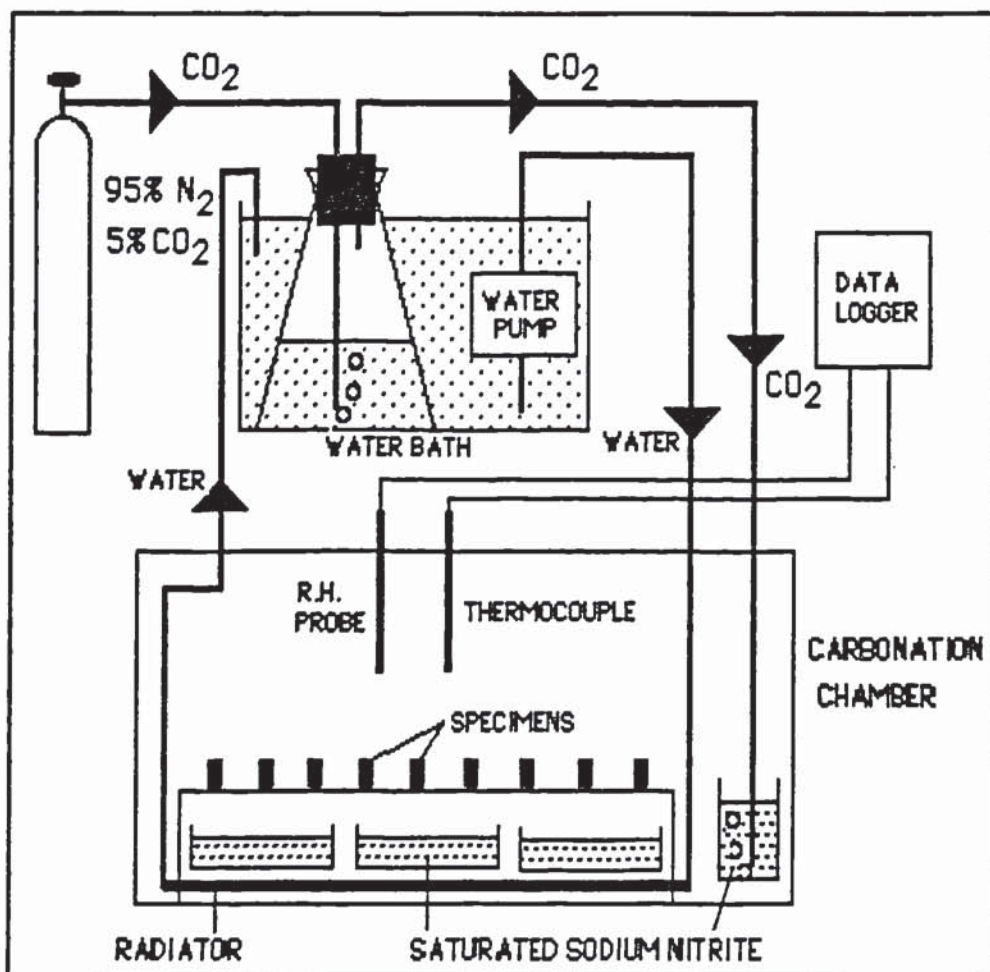 CO2
CO2
95% N2
5% CO2
WATER
PUMP
DATA
LOGGER
CO2
WATER BATH
WATER
WATER
R.H.
PROBE
THERMOCOUPLE
CARBONATION
CHAMBER
SPECIMENS
RADIATOR
SATURATED SODIUM NITRITE